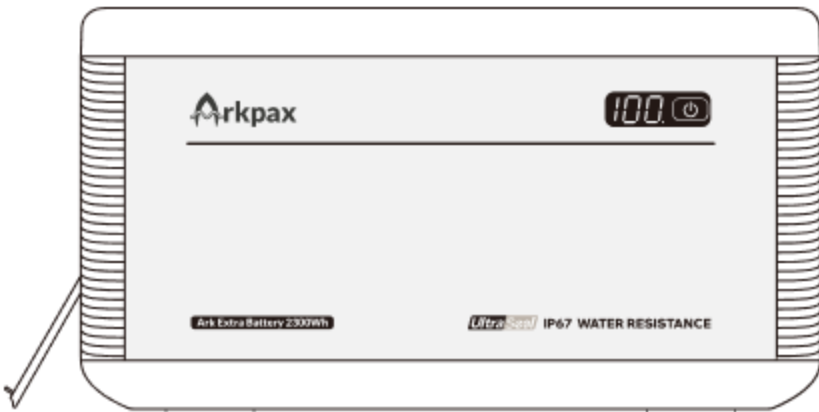 Arkpax
100.
Ark Extra Battery 2300Wh
UltraSeal IP67 WATER RESISTANCE